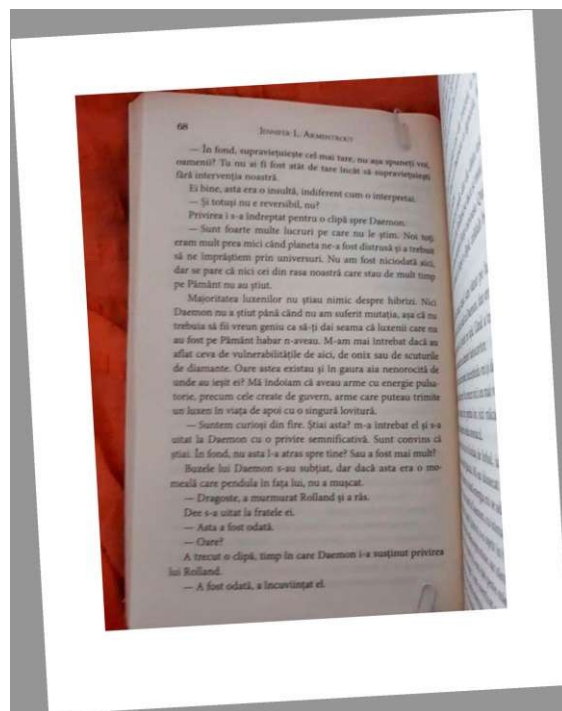 68
JENNIFER L. ARMENTROUT
— În fond, supraviețuiește cel mai tare, nu așa spuneți voi,
oamenii? Tu nu ai fi fost atât de tare încât să supraviețuiești
fără intervenția noastră.
Ei bine, asta era o insultă, indiferent cum o interpretai.
— Și totuși nu e reversibil, nu?
Privirea i s-a îndreptat pentru o clipă spre Daemon.
— Sunt foarte multe lucruri pe care nu le știm. Noi toți
eram mult prea mici când planeta ne-a fost distrusă și a trebuit
să ne împrăștiem prin universuri. Nu am fost niciodată aici,
dar se pare că nici cei din rasa noastră care stau de mult timp
pe Pământ nu au știut.
Majoritatea luxenilor nu știau nimic despre hibrizi. Nici
Daemon nu a știut până când nu am suferit mutația, așa că nu
trebuia să fii vreun geniu ca să-ți dai seama că luxenii care nu
au fost pe Pământ habar n-aveau. M-am mai întrebat dacă au
aflat ceva de vulnerabilitățile de aici, de onix sau de scuturile
de diamante. Oare astea existau și în gaura aia nenorocită de
unde au ieșit ei? Mă îndoiam că aveau arme cu energie pulsa-
torie, precum cele create de guvern, arme care puteau trimite
un luxen în viața de apoi cu o singură lovitură.
— Suntem curioși din fire. Știai asta? m-a întrebat el și s-a
uitat la Daemon cu o privire semnificativă. Sunt convins că
știai. În fond, nu asta l-a atras spre tine? Sau a fost mai mult?
Buzele lui Daemon s-au subțiat, dar dacă asta era o mo-
meală care pendula în fața lui, nu a mușcat.
— Dragoste, a murmurat Rolland și a râs.
Dee s-a uitat la fratele ei.
— Asta a fost odată.
— Oare?
A trecut o clipă, timp în care Daemon i-a susținut privirea
lui Rolland.
— A fost odată, a încuviințat el.